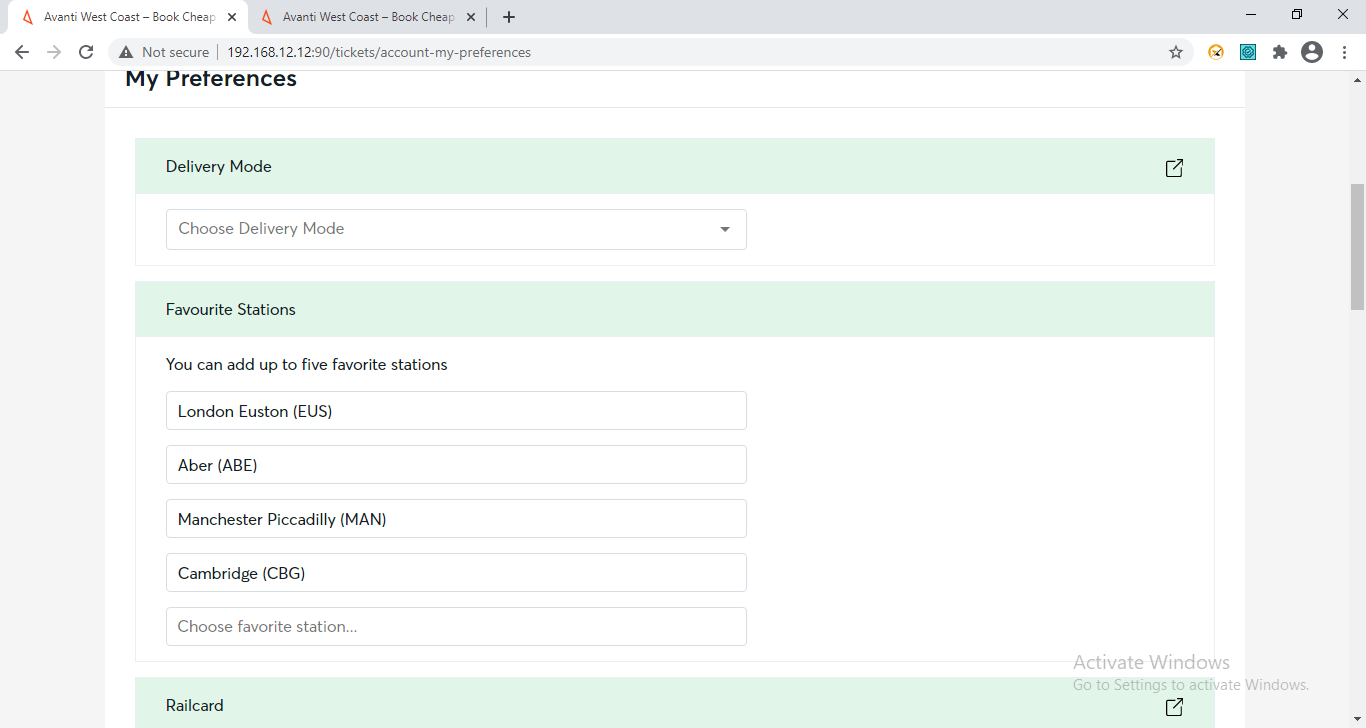 Avanti West Coast – Book Cheap
Avanti West Coast – Book Cheap
Not secure
192.168.12.12:90/tickets/account-my-preferences
My Preferences
Delivery Mode
Choose Delivery Mode
Favourite Stations
You can add up to five favorite stations
London Euston (EUS)
Aber (ABE)
Manchester Piccadilly (MAN)
Cambridge (CBG)
Choose favorite station...
Activate Windows
Go to Settings to activate Windows.
Railcard